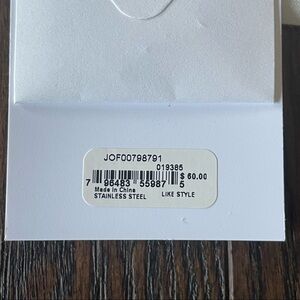 JOF00798791
019385
$ 60.00
7 96483 55987 5
Made in China
STAINLESS STEEL LIKE STYLE